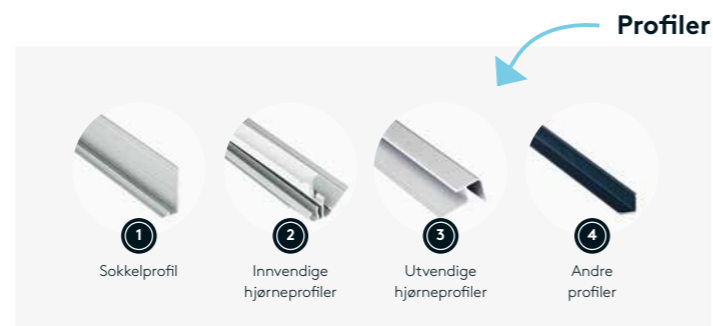 Profiler
1
Sokkelprofil
2
Innvendige
hjørneprofiler
3
Utvendige
hjørneprofiler
4
Andre
profiler